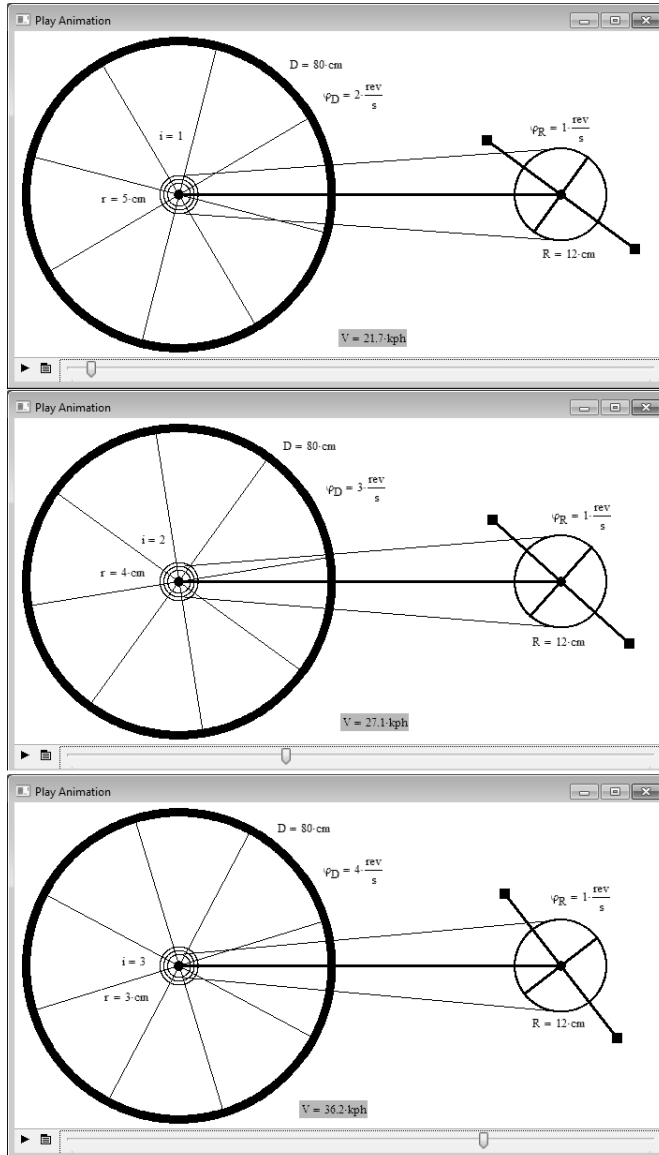 Play Animation
D = 80·cm
φD = 2·rev/s
i = 1
φR = 1·rev/s
r = 5·cm
R = 12·cm
V = 21.7·kph
Play Animation
D = 80·cm
φD = 3·rev/s
φR = 1·rev/s
i = 2
r = 4·cm
R = 12·cm
V = 27.1·kph
Play Animation
D = 80·cm
φD = 4·rev/s
φR = 1·rev/s
i = 3
r = 3·cm
R = 12·cm
V = 36.2·kph